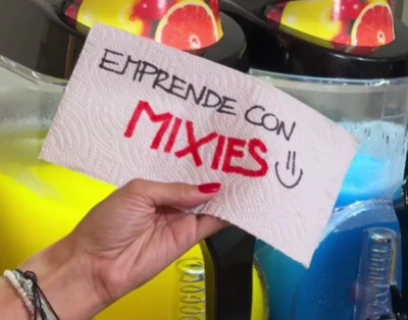 EMPRENDE CON
MIXIES =)